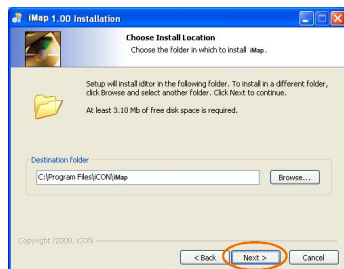 iMap 1.00 Installation
Choose Install Location
Choose the folder in which to install iMap.
Setup will install iditor in the following folder. To install in a different folder,
click Browse and select another folder. Click Next to continue.
At least 3.10 Mb of free disk space is required.
Destination folder
C:\Program Files\iCON\iMap
Browse...
Copyright ?2008, iCON
< Back
Next >
Cancel